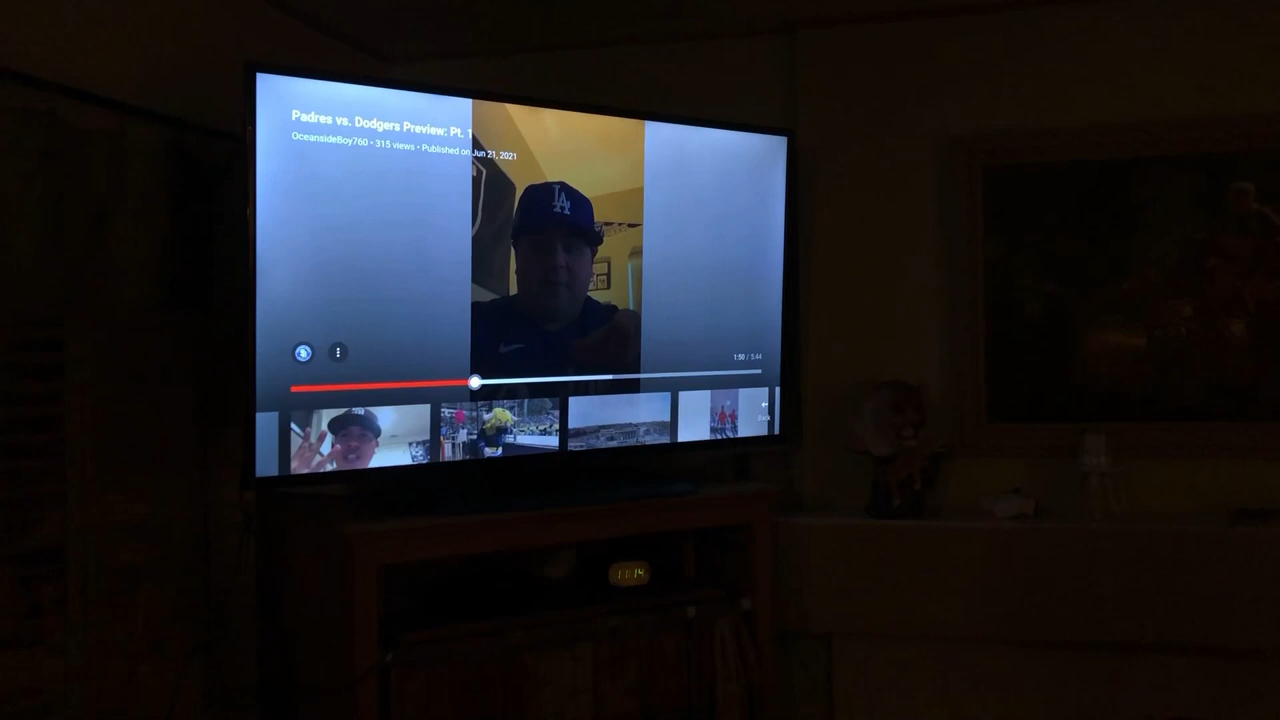 Padres vs. Dodgers Preview: Pt. 1
OceansideBoy760 • 315 views • Published on Jun 21, 2021
LA
1:50 / 5:44
Back
11:14